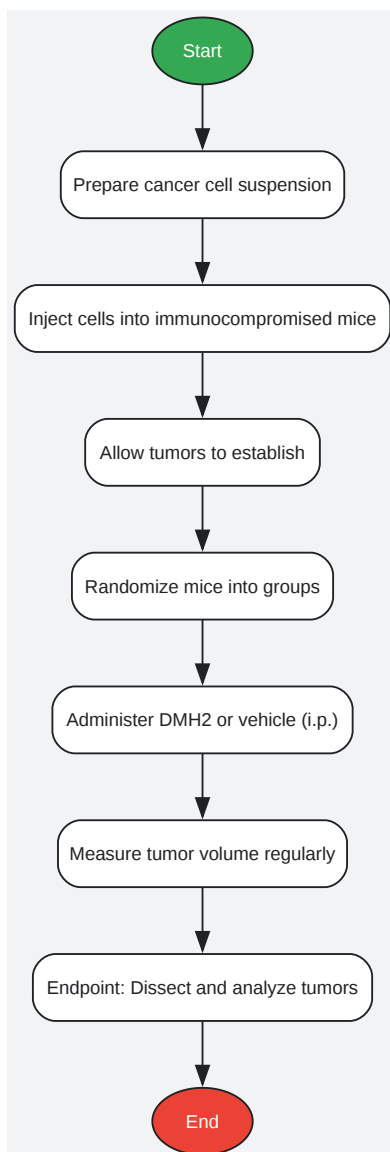 Start
Prepare cancer cell suspension
Inject cells into immunocompromised mice
Allow tumors to establish
Randomize mice into groups
Administer DMH2 or vehicle (i.p.)
Measure tumor volume regularly
Endpoint: Dissect and analyze tumors
End